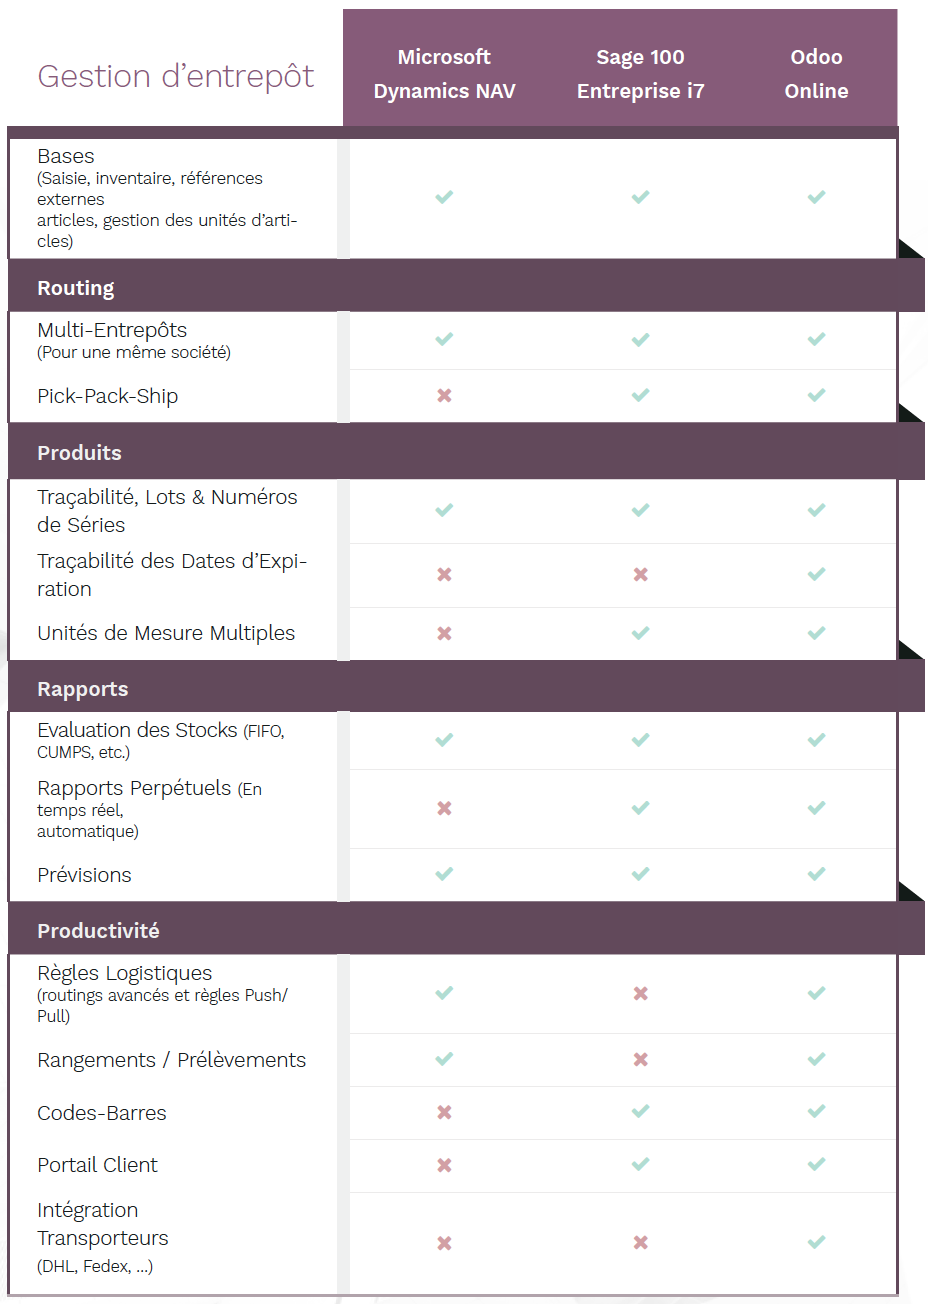 Gestion d’entrepôt
Microsoft
Dynamics NAV
Sage 100
Entreprise i7
Odoo
Online
Bases
(Saisie, inventaire, références
externes
articles, gestion des unités d’arti-
cles)
Routing
Multi-Entrepôts
(Pour une même société)
Pick-Pack-Ship
Produits
Traçabilité, Lots & Numéros
de Séries
Traçabilité des Dates d’Expi-
ration
Unités de Mesure Multiples
Rapports
Evaluation des Stocks (FIFO,
CUMPS, etc.)
Rapports Perpétuels (En
temps réel,
automatique)
Prévisions
Productivité
Règles Logistiques
(routings avancés et règles Push/
Pull)
Rangements / Prélèvements
Codes-Barres
Portail Client
Intégration
Transporteurs
(DHL, Fedex, ...)